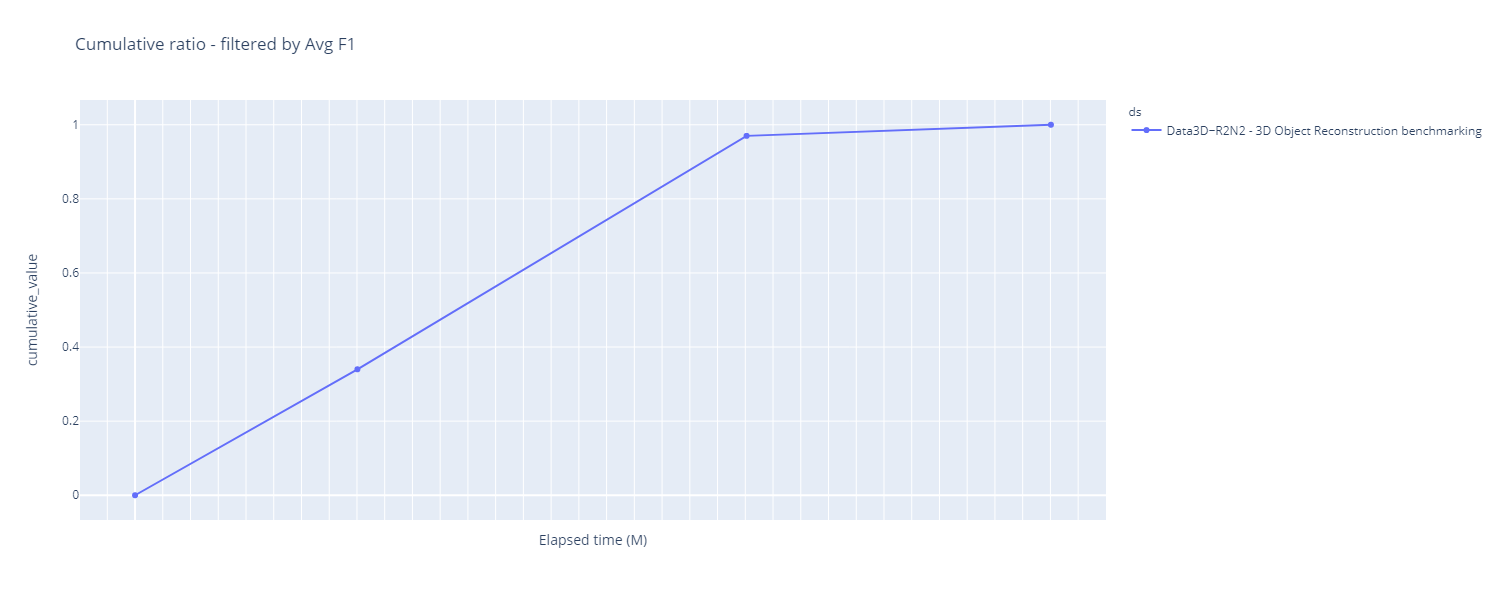 Cumulative ratio - filtered by Avg F1
ds
Data3D−R2N2 - 3D Object Reconstruction benchmarking
1
0.8
0.6
0.4
0.2
0
cumulative_value
Elapsed time (M)